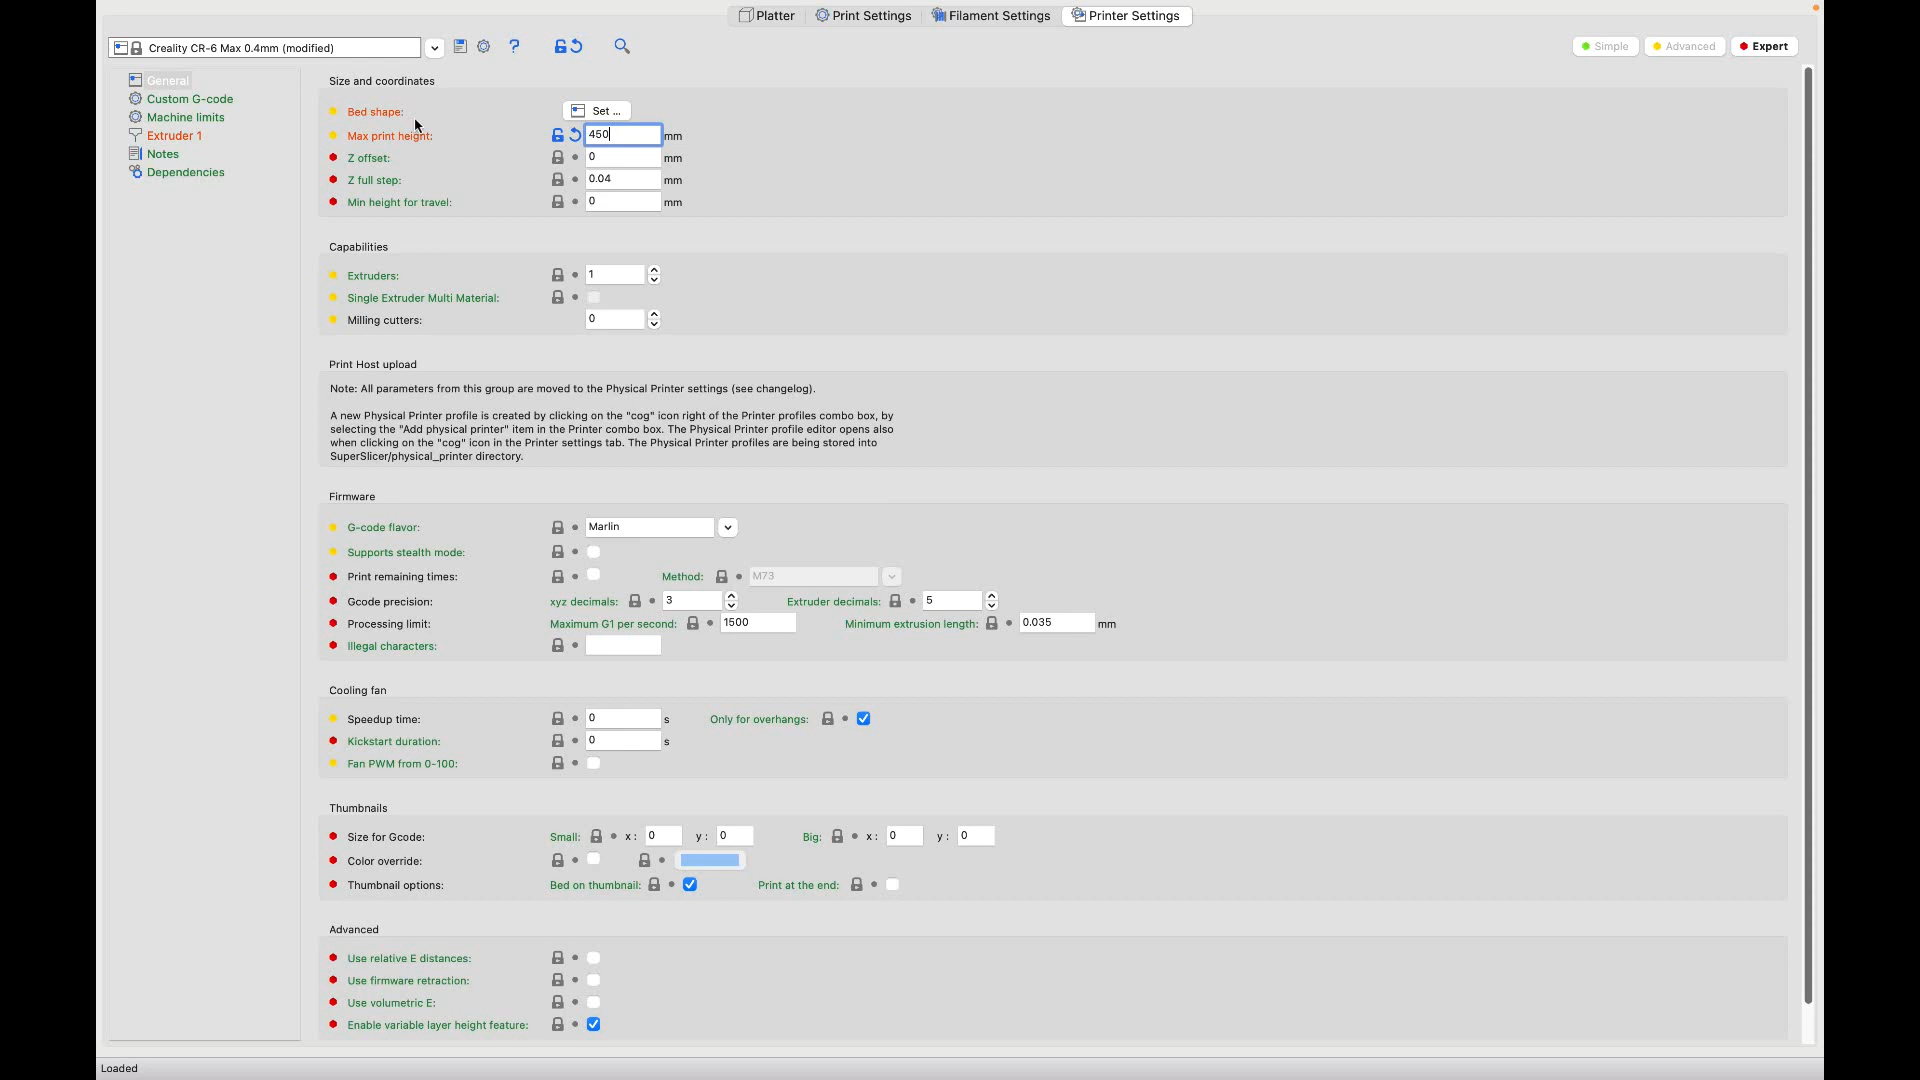 Platter Print Settings Filament Settings Printer Settings
Creality CR-6 Max 0.4mm (modified) ? Simple Advanced Expert
General
Custom G-code
Machine limits
Extruder 1
Notes
Dependencies
Size and coordinates
Bed shape: Set ...
Max print height: 450 mm
Z offset: 0 mm
Z full step: 0.04 mm
Min height for travel: 0 mm
Capabilities
Extruders: 1
Single Extruder Multi Material:
Milling cutters: 0
Print Host upload
Note: All parameters from this group are moved to the Physical Printer settings (see changelog).
A new Physical Printer profile is created by clicking on the "cog" icon right of the Printer profiles combo box, by
selecting the "Add physical printer" item in the Printer combo box. The Physical Printer profile editor opens also
when clicking on the "cog" icon in the Printer settings tab. The Physical Printer profiles are being stored into
SuperSlicer/physical_printer directory.
Firmware
G-code flavor: Marlin
Supports stealth mode:
Print remaining times: Method: M73
Gcode precision: xyz decimals: 3 Extruder decimals: 5
Processing limit: Maximum G1 per second: 1500 Minimum extrusion length: 0.035 mm
Illegal characters:
Cooling fan
Speedup time: 0 s Only for overhangs:
Kickstart duration: 0 s
Fan PWM from 0-100:
Thumbnails
Size for Gcode: Small: x : 0 y : 0 Big: x : 0 y : 0
Color override:
Thumbnail options: Bed on thumbnail: Print at the end:
Advanced
Use relative E distances:
Use firmware retraction:
Use volumetric E:
Enable variable layer height feature:
Loaded